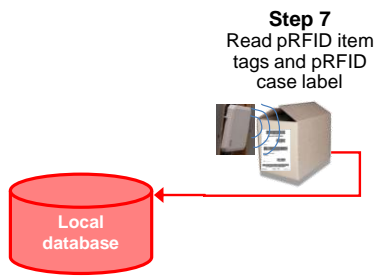 Step 7
Read pRFID item
tags and pRFID
case label
Local
database